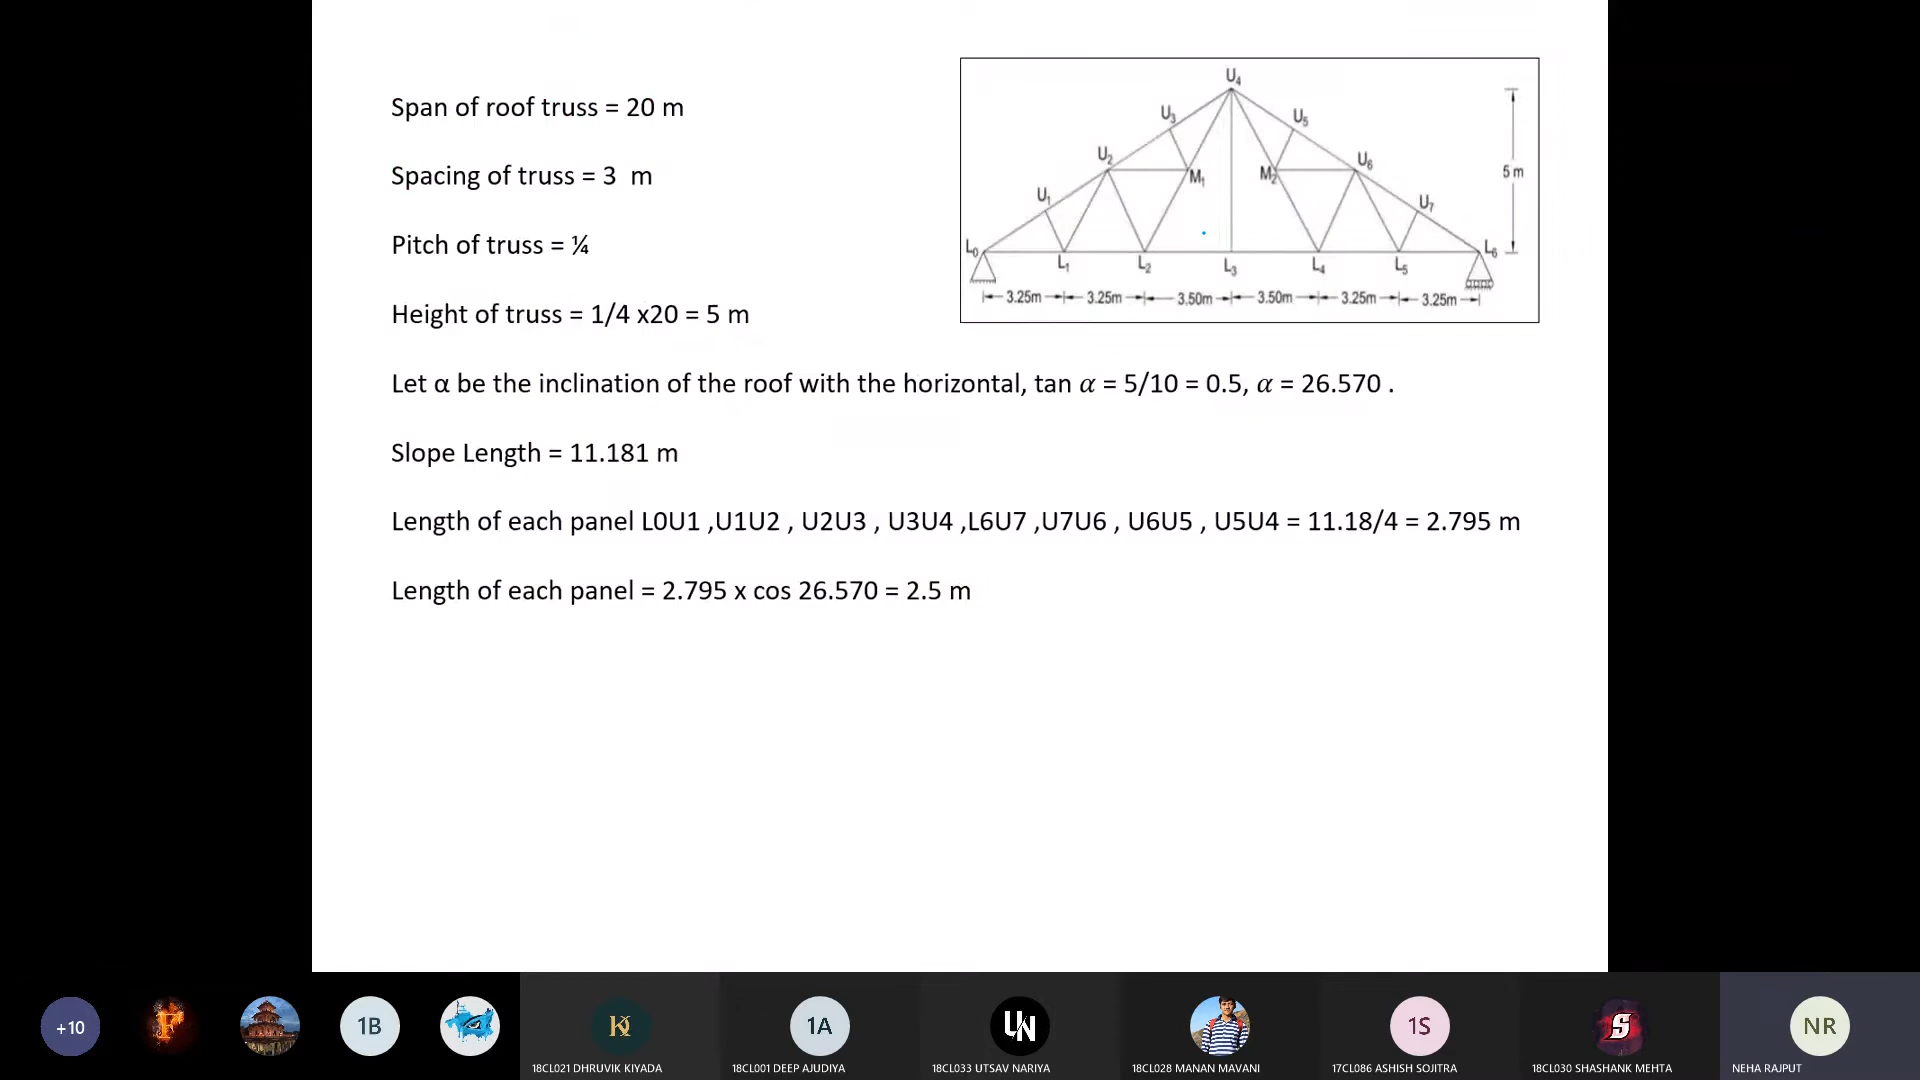 Span of roof truss = 20 m
Spacing of truss = 3 m
Pitch of truss = ¼
Height of truss = 1/4 x20 = 5 m
Let α be the inclination of the roof with the horizontal, tan α = 5/10 = 0.5, α = 26.570 .
Slope Length = 11.181 m
Length of each panel L0U1 ,U1U2 , U2U3 , U3U4 ,L6U7 ,U7U6 , U6U5 , U5U4 = 11.18/4 = 2.795 m
Length of each panel = 2.795 x cos 26.570 = 2.5 m
U4
U3 U5
U2 U6
M1 M2 5 m
U1 U7
L0 L6
L1 L2 L3 L4 L5
3.25m 3.25m 3.50m 3.50m 3.25m 3.25m
+10 F 1B K 1A UN 1S S NR
18CL021 DHRUVIK KIYADA 18CL001 DEEP AJUDIYA 18CL033 UTSAV NARIYA 18CL028 MANAN MAVANI 17CL086 ASHISH SOJITRA 18CL030 SHASHANK MEHTA NEHA RAJPUT